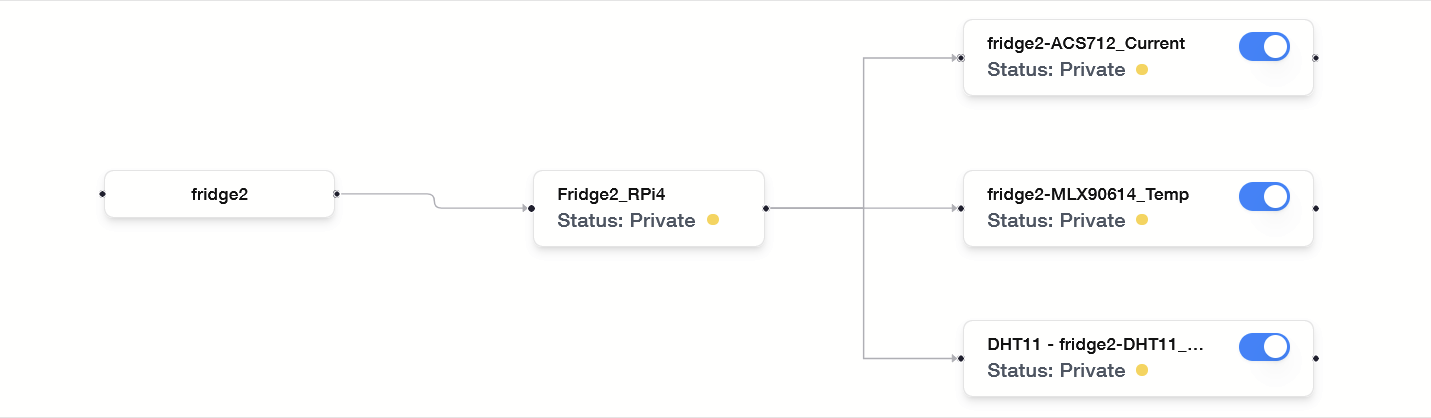 fridge2
Fridge2_RPi4
Status: Private
fridge2-ACS712_Current
Status: Private
fridge2-MLX90614_Temp
Status: Private
DHT11 - fridge2-DHT11_...
Status: Private